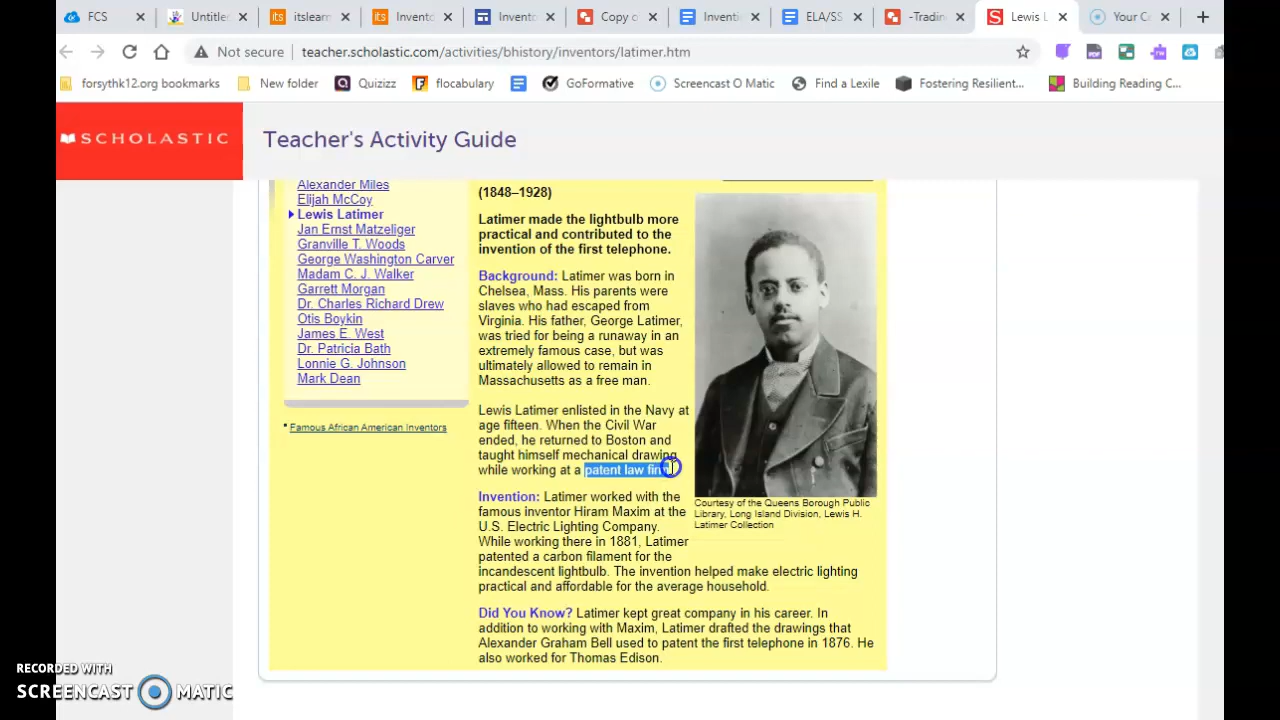 FCS
Untitle
itslearn
Invento
Invento
Copy o
Inventi
ELA/SS
-Tradin
Lewis L
Your Ce
Not secure teacher.scholastic.com/activities/bhistory/inventors/latimer.htm
forsythk12.org bookmarks New folder Quizizz flocabulary GoFormative Screencast O Matic Find a Lexile Fostering Resilient... Building Reading C...
SCHOLASTIC
Teacher's Activity Guide
Alexander Miles
Elijah McCoy
Lewis Latimer
Jan Ernst Matzeliger
Granville T. Woods
George Washington Carver
Madam C. J. Walker
Garrett Morgan
Dr. Charles Richard Drew
Otis Boykin
James E. West
Dr. Patricia Bath
Lonnie G. Johnson
Mark Dean
Famous African American Inventors
(1848–1928)
Latimer made the lightbulb more
practical and contributed to the
invention of the first telephone.
Background: Latimer was born in
Chelsea, Mass. His parents were
slaves who had escaped from
Virginia. His father, George Latimer,
was tried for being a runaway in an
extremely famous case, but was
ultimately allowed to remain in
Massachusetts as a free man.
Lewis Latimer enlisted in the Navy at
age fifteen. When the Civil War
ended, he returned to Boston and
taught himself mechanical drawing
while working at a patent law firm
Invention: Latimer worked with the
famous inventor Hiram Maxim at the
U.S. Electric Lighting Company.
While working there in 1881, Latimer
patented a carbon filament for the
incandescent lightbulb. The invention helped make electric lighting
practical and affordable for the average household.
Did You Know? Latimer kept great company in his career. In
addition to working with Maxim, Latimer drafted the drawings that
Alexander Graham Bell used to patent the first telephone in 1876. He
also worked for Thomas Edison.
Courtesy of the Queens Borough Public
Library, Long Island Division, Lewis H.
Latimer Collection
RECORDED WITH
SCREENCAST MATIC